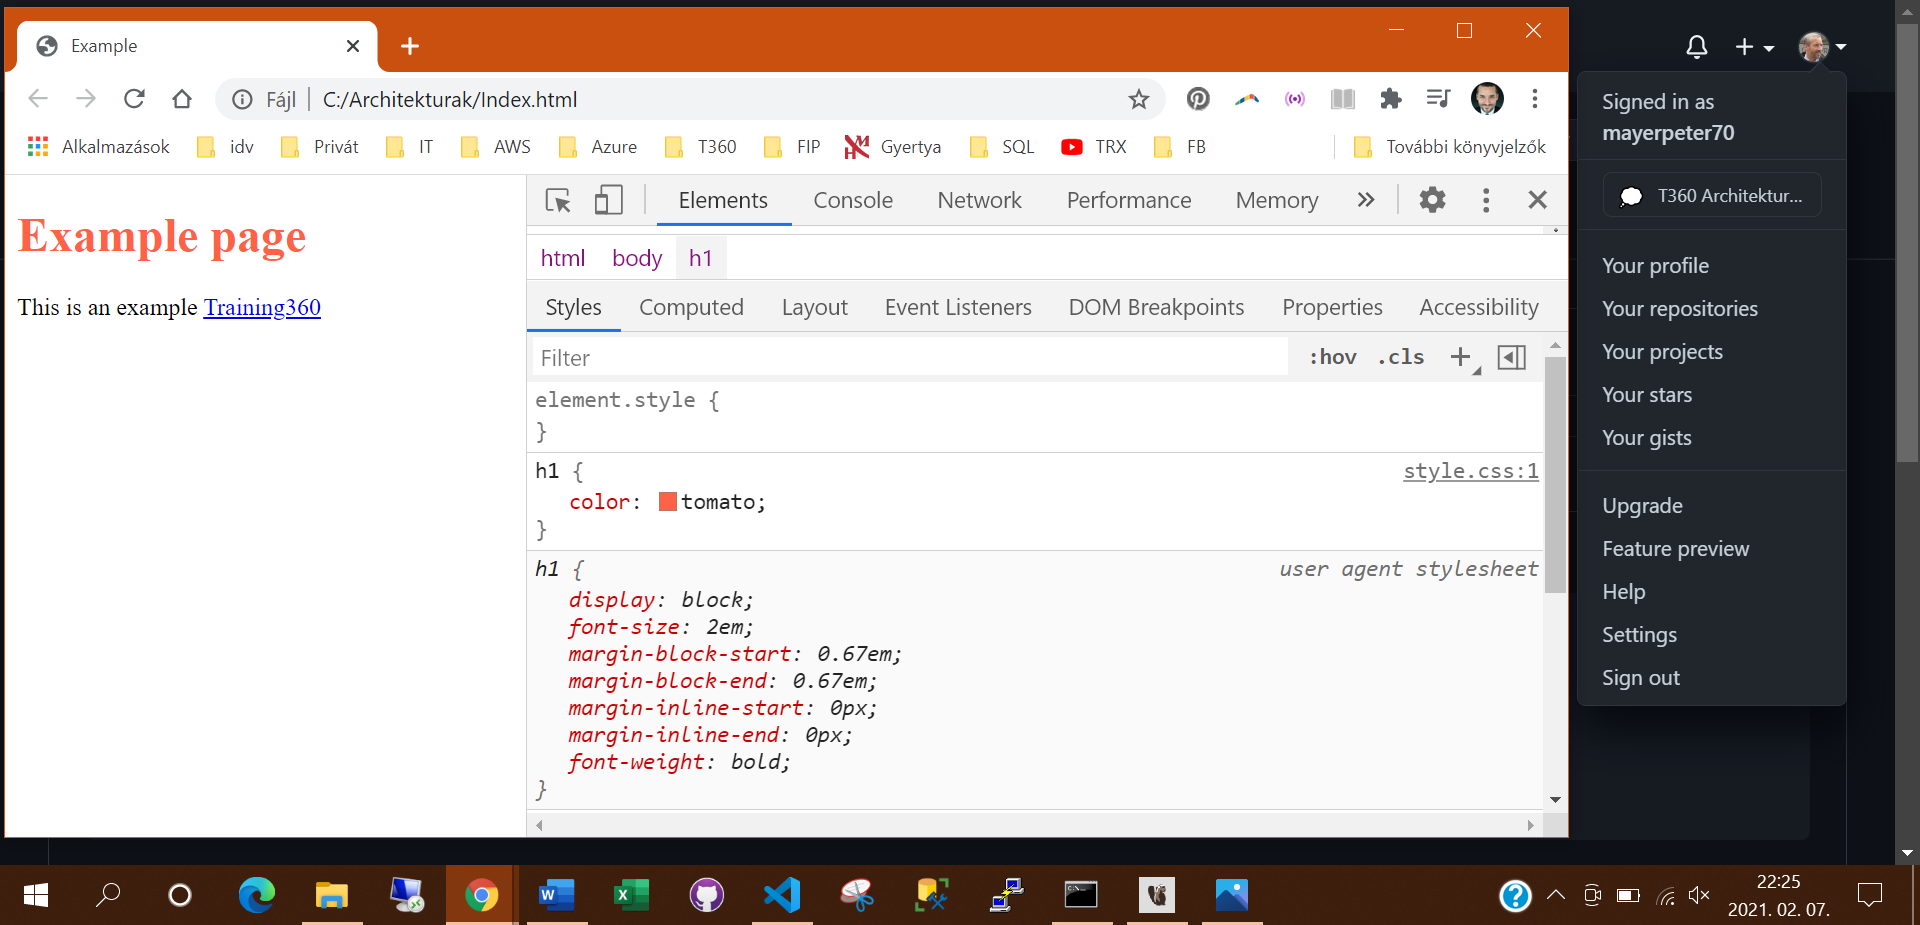 Example
Fájl
C:/Architekturak/Index.html
Alkalmazások
idv
Privát
IT
AWS
Azure
T360
FIP
Gyertya
SQL
TRX
FB
További könyvjelzők
Example page
This is an example Training360
Elements
Console
Network
Performance
Memory
html
body
h1
Styles
Computed
Layout
Event Listeners
DOM Breakpoints
Properties
Accessibility
Filter
:hov
.cls
element.style {
}
h1 {
style.css:1
color: tomato;
}
h1 {
user agent stylesheet
display: block;
font-size: 2em;
margin-block-start: 0.67em;
margin-block-end: 0.67em;
margin-inline-start: 0px;
margin-inline-end: 0px;
font-weight: bold;
}
Signed in as
mayerpeter70
T360 Architektur...
Your profile
Your repositories
Your projects
Your stars
Your gists
Upgrade
Feature preview
Help
Settings
Sign out
22:25
2021. 02. 07.